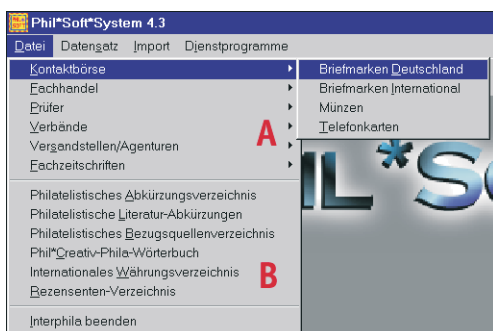 Phil*Soft*System 4.3
Datei Datensatz Import Dienstprogramme
Kontaktbörse
Fachhandel
Prüfer
Verbände
Versandstellen/Agenturen
Fachzeitschriften
A
Briefmarken Deutschland
Briefmarken International
Münzen
Telefonkarten
Philatelistisches Abkürzungsverzeichnis
Philatelistische Literatur-Abkürzungen
Philatelistisches Bezugsquellenverzeichnis
Phil*Creativ-Phila-Wörterbuch
Internationales Währungsverzeichnis
Rezensenten-Verzeichnis
B
Interphila beenden